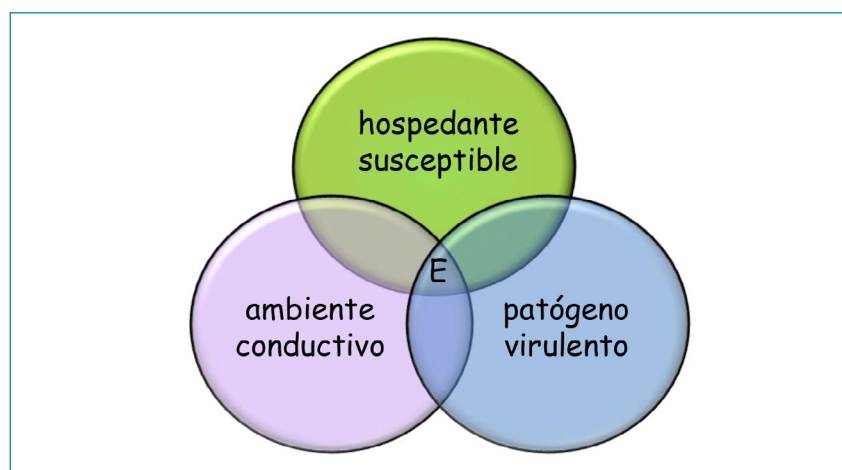 hospedante
susceptible
E
ambiente
conductivo
patógeno
virulento